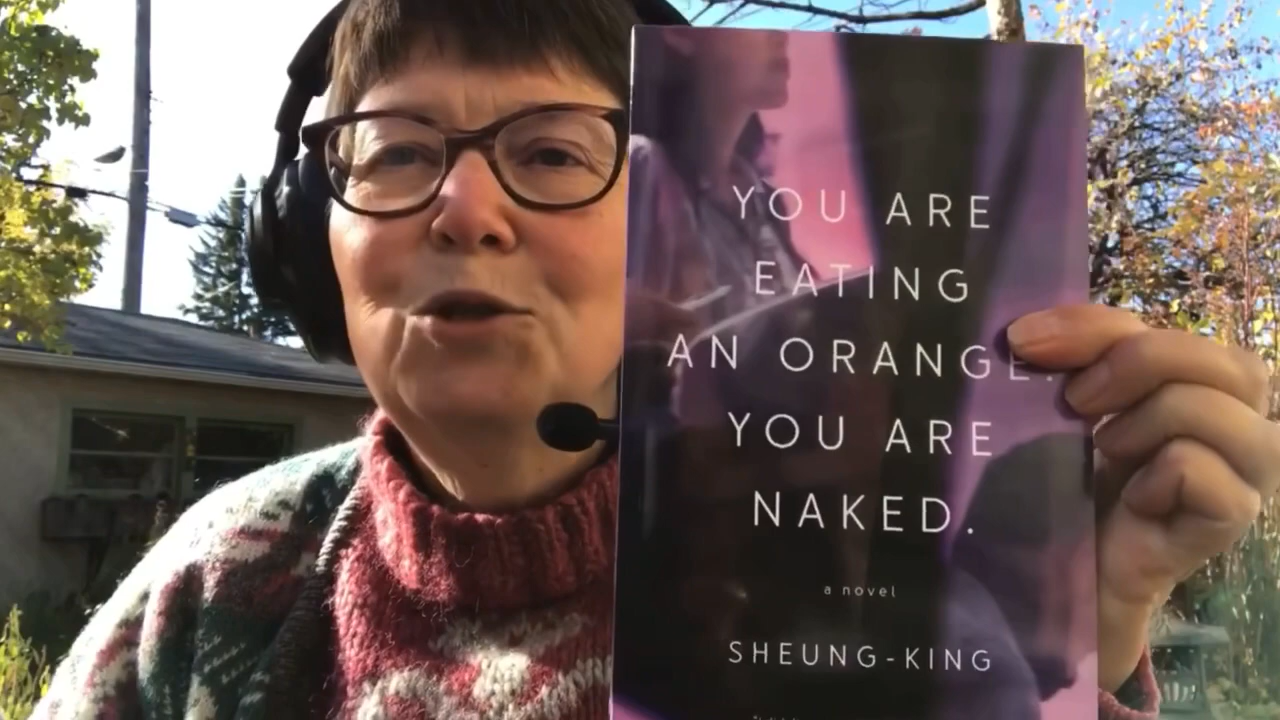 YOU ARE
EATING
AN ORANGE.
YOU ARE
NAKED.
a novel
SHEUNG-KING